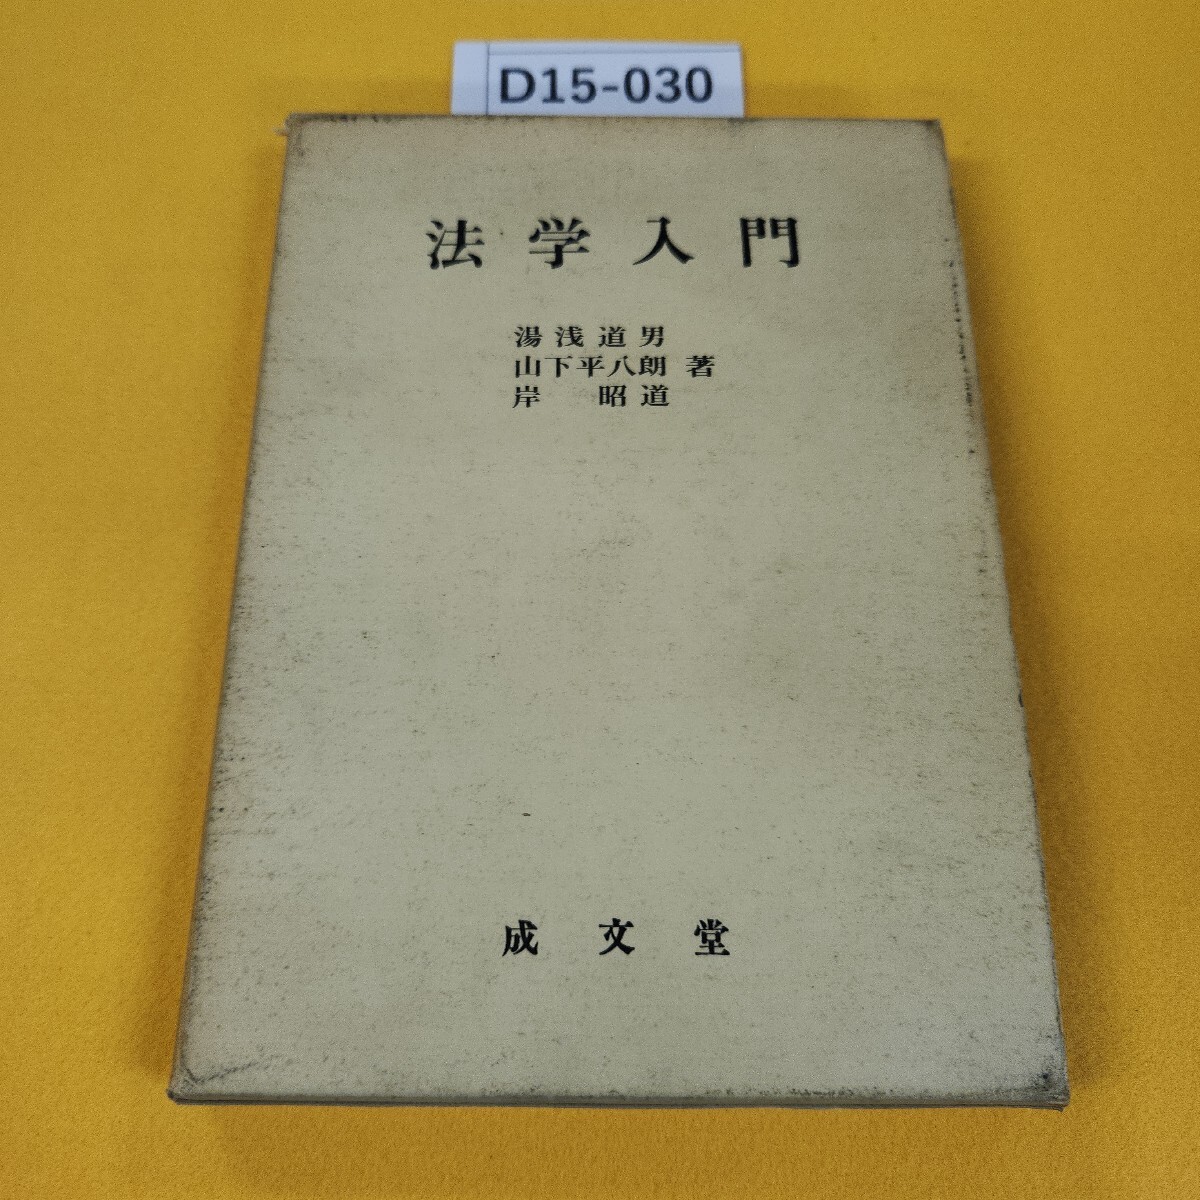 D15-030
法学入門
湯浅道男
山下平八朗 著
岸 昭道
成文堂